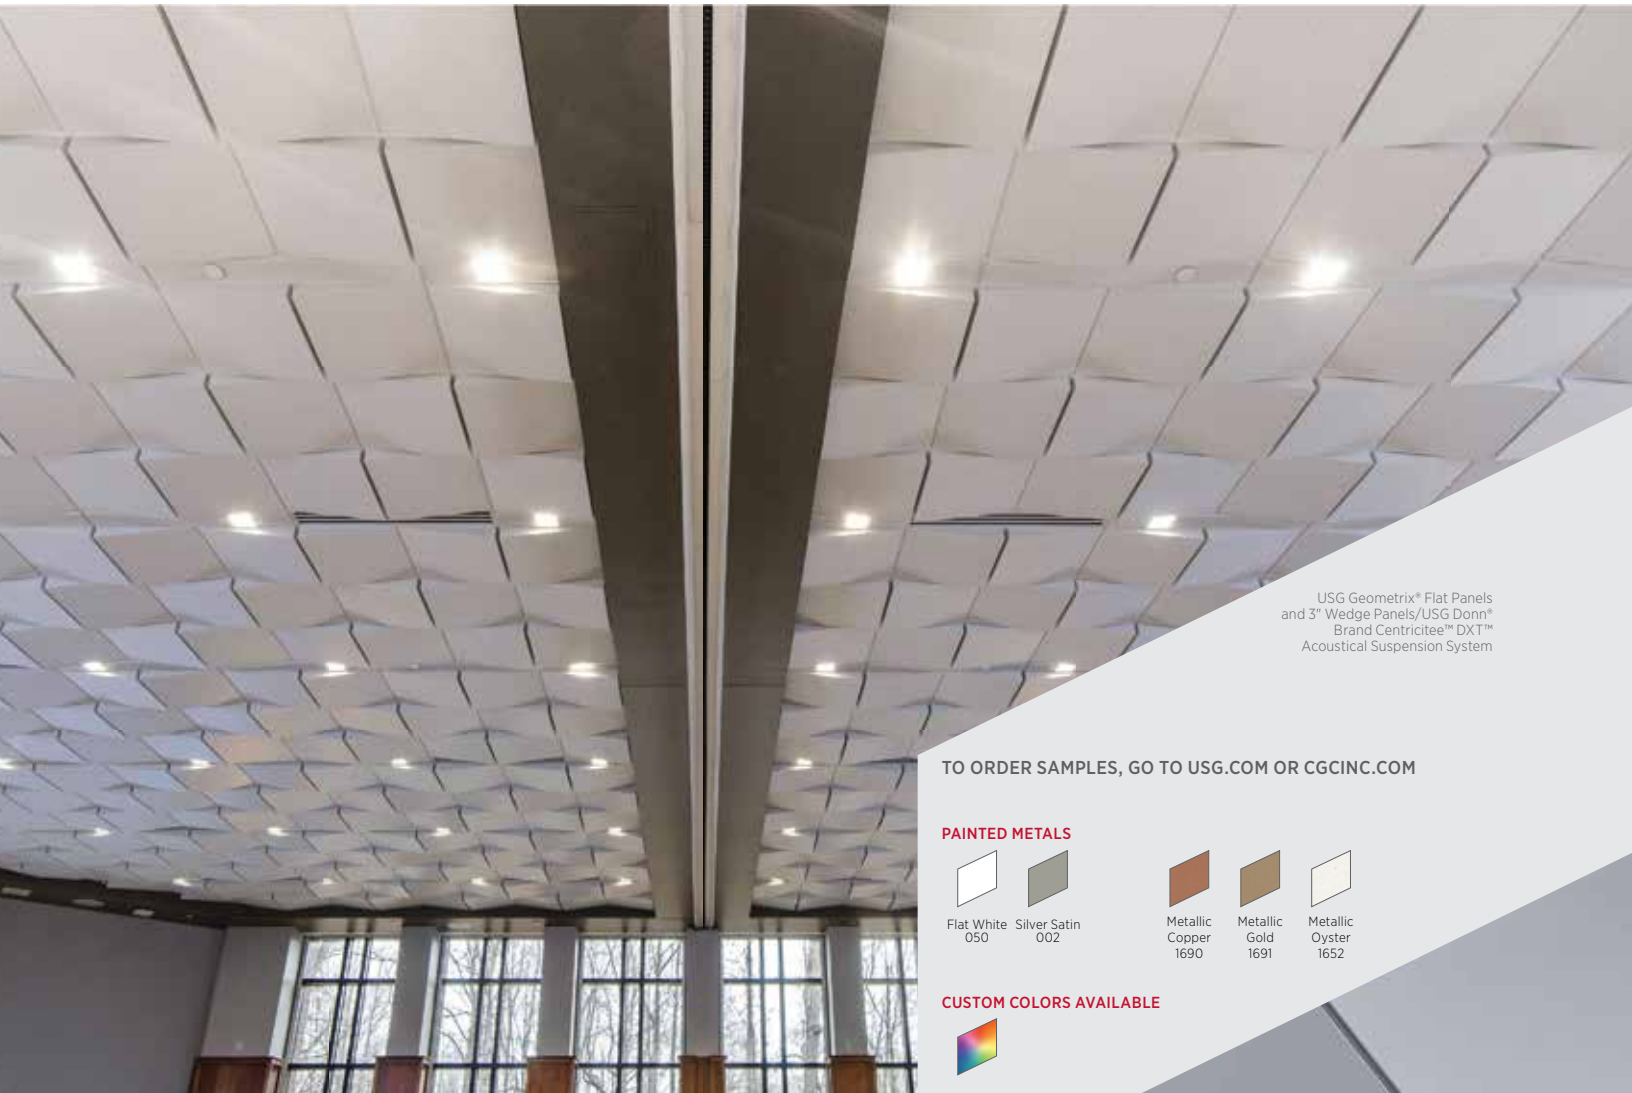 USG Geometrix® Flat Panels
and 3" Wedge Panels/USG Donn®
Brand Centricitee™ DXT™
Acoustical Suspension System
TO ORDER SAMPLES, GO TO USG.COM OR CGCINC.COM
PAINTED METALS
Flat White
050
Silver Satin
002
Metallic
Copper
1690
Metallic
Gold
1691
Metallic
Oyster
1652
CUSTOM COLORS AVAILABLE